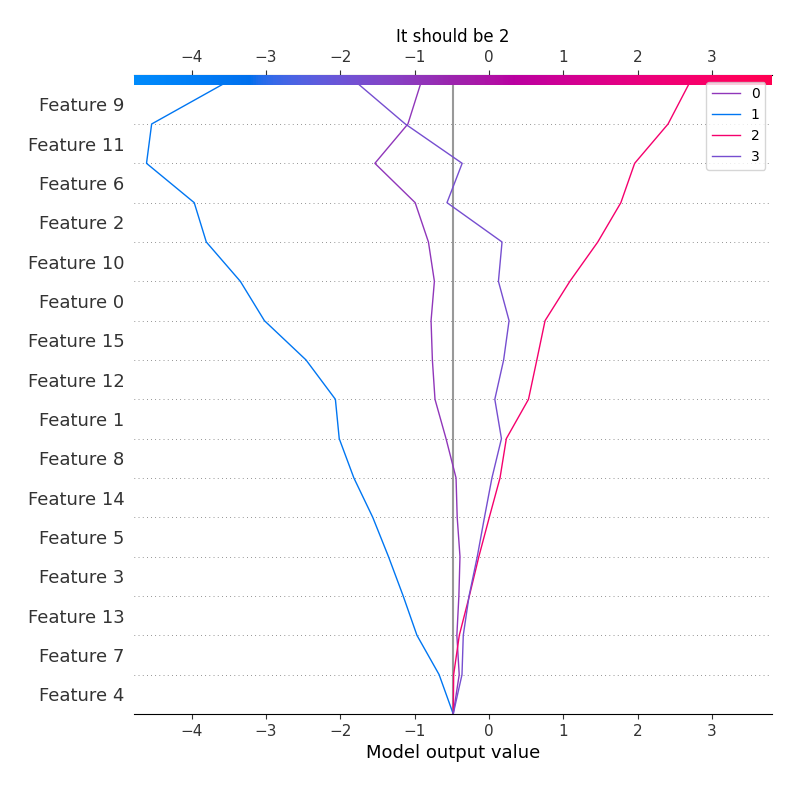 It should be 2
−4 −3 −2 −1 0 1 2 3
0
1
2
3
Feature 9
Feature 11
Feature 6
Feature 2
Feature 10
Feature 0
Feature 15
Feature 12
Feature 1
Feature 8
Feature 14
Feature 5
Feature 3
Feature 13
Feature 7
Feature 4
−4 −3 −2 −1 0 1 2 3
Model output value